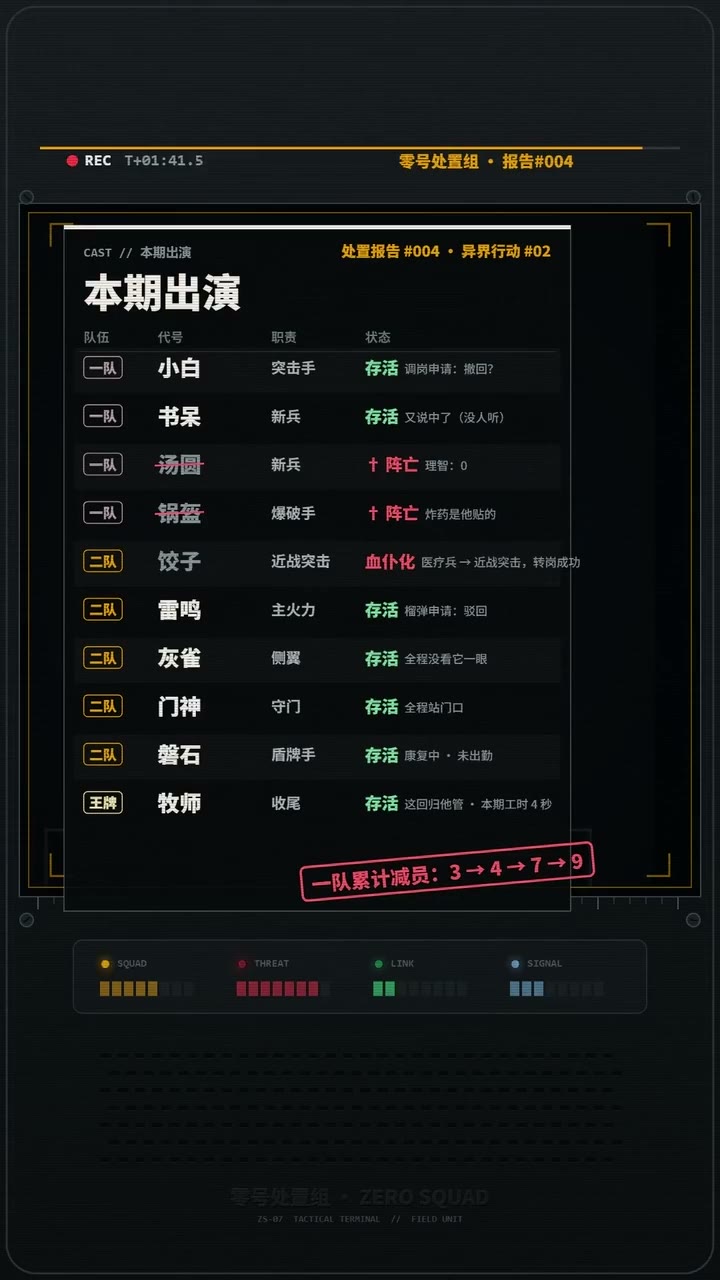 REC T+01:41.5 零号处置组 · 报告#004
CAST // 本期出演 处置报告 #004 · 异界行动 #02
本期出演
队伍 代号 职责 状态
一队 小白 突击手 存活 调岗申请：撤回?
一队 书呆 新兵 存活 又说中了（没人听）
一队 汤圆 新兵 † 阵亡 理智：0
一队 锅盔 爆破手 † 阵亡 炸药是他贴的
二队 饺子 近战突击 血仆化 医疗兵 → 近战突击，转岗成功
二队 雷鸣 主火力 存活 榴弹申请：驳回
二队 灰雀 侧翼 存活 全程没看它一眼
二队 门神 守门 存活 全程站门口
二队 磐石 盾牌手 存活 康复中 · 未出勤
王牌 牧师 收尾 存活 这回归他管 · 本期工时 4 秒
一队累计减员：3 → 4 → 7 → 9
SQUAD THREAT LINK SIGNAL
零号处置组 · ZERO SQUAD
ZS-07 TACTICAL TERMINAL // FIELD UNIT